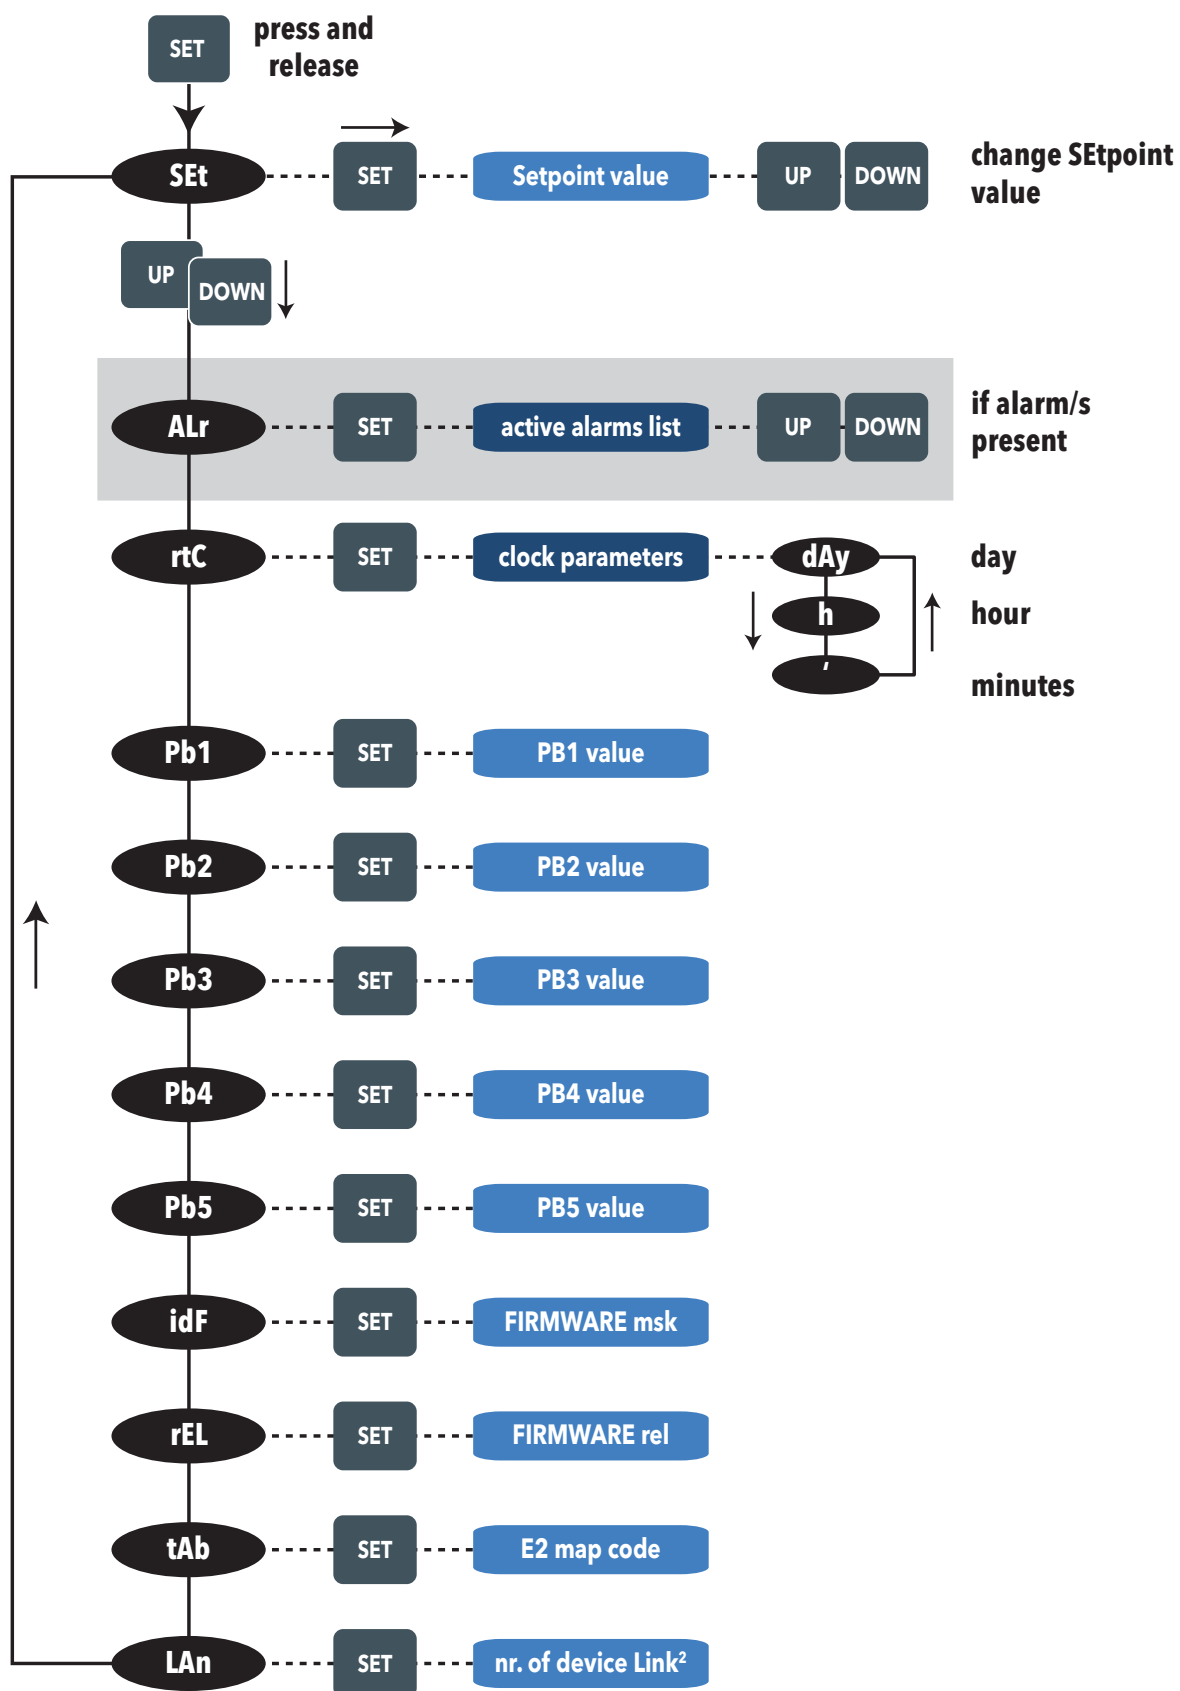 SET
press and
release
SEt
SET
Setpoint value
UP
DOWN
change SEtpoint
value
UP
DOWN
ALr
SET
active alarms list
UP
DOWN
if alarm/s
present
rtC
SET
clock parameters
dAy
day
h
hour
'
minutes
Pb1
SET
PB1 value
Pb2
SET
PB2 value
Pb3
SET
PB3 value
Pb4
SET
PB4 value
Pb5
SET
PB5 value
idF
SET
FIRMWARE msk
rEL
SET
FIRMWARE rel
tAb
SET
E2 map code
LAn
SET
nr. of device Link²